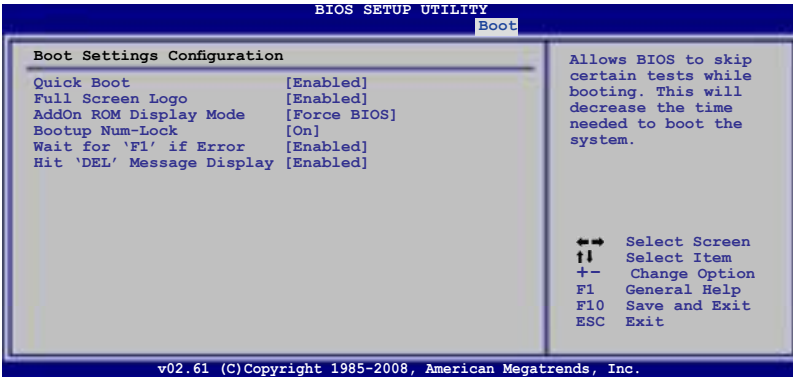 BIOS SETUP UTILITY
Boot
Boot Settings Configuration
Quick Boot [Enabled]
Full Screen Logo [Enabled]
AddOn ROM Display Mode [Force BIOS]
Bootup Num-Lock [On]
Wait for ‘F1’ if Error [Enabled]
Hit ‘DEL’ Message Display [Enabled]
Allows BIOS to skip
certain tests while
booting. This will
decrease the time
needed to boot the
system.
←→ Select Screen
↑↓ Select Item
+- Change Option
F1 General Help
F10 Save and Exit
ESC Exit
v02.61 (C)Copyright 1985-2008, American Megatrends, Inc.